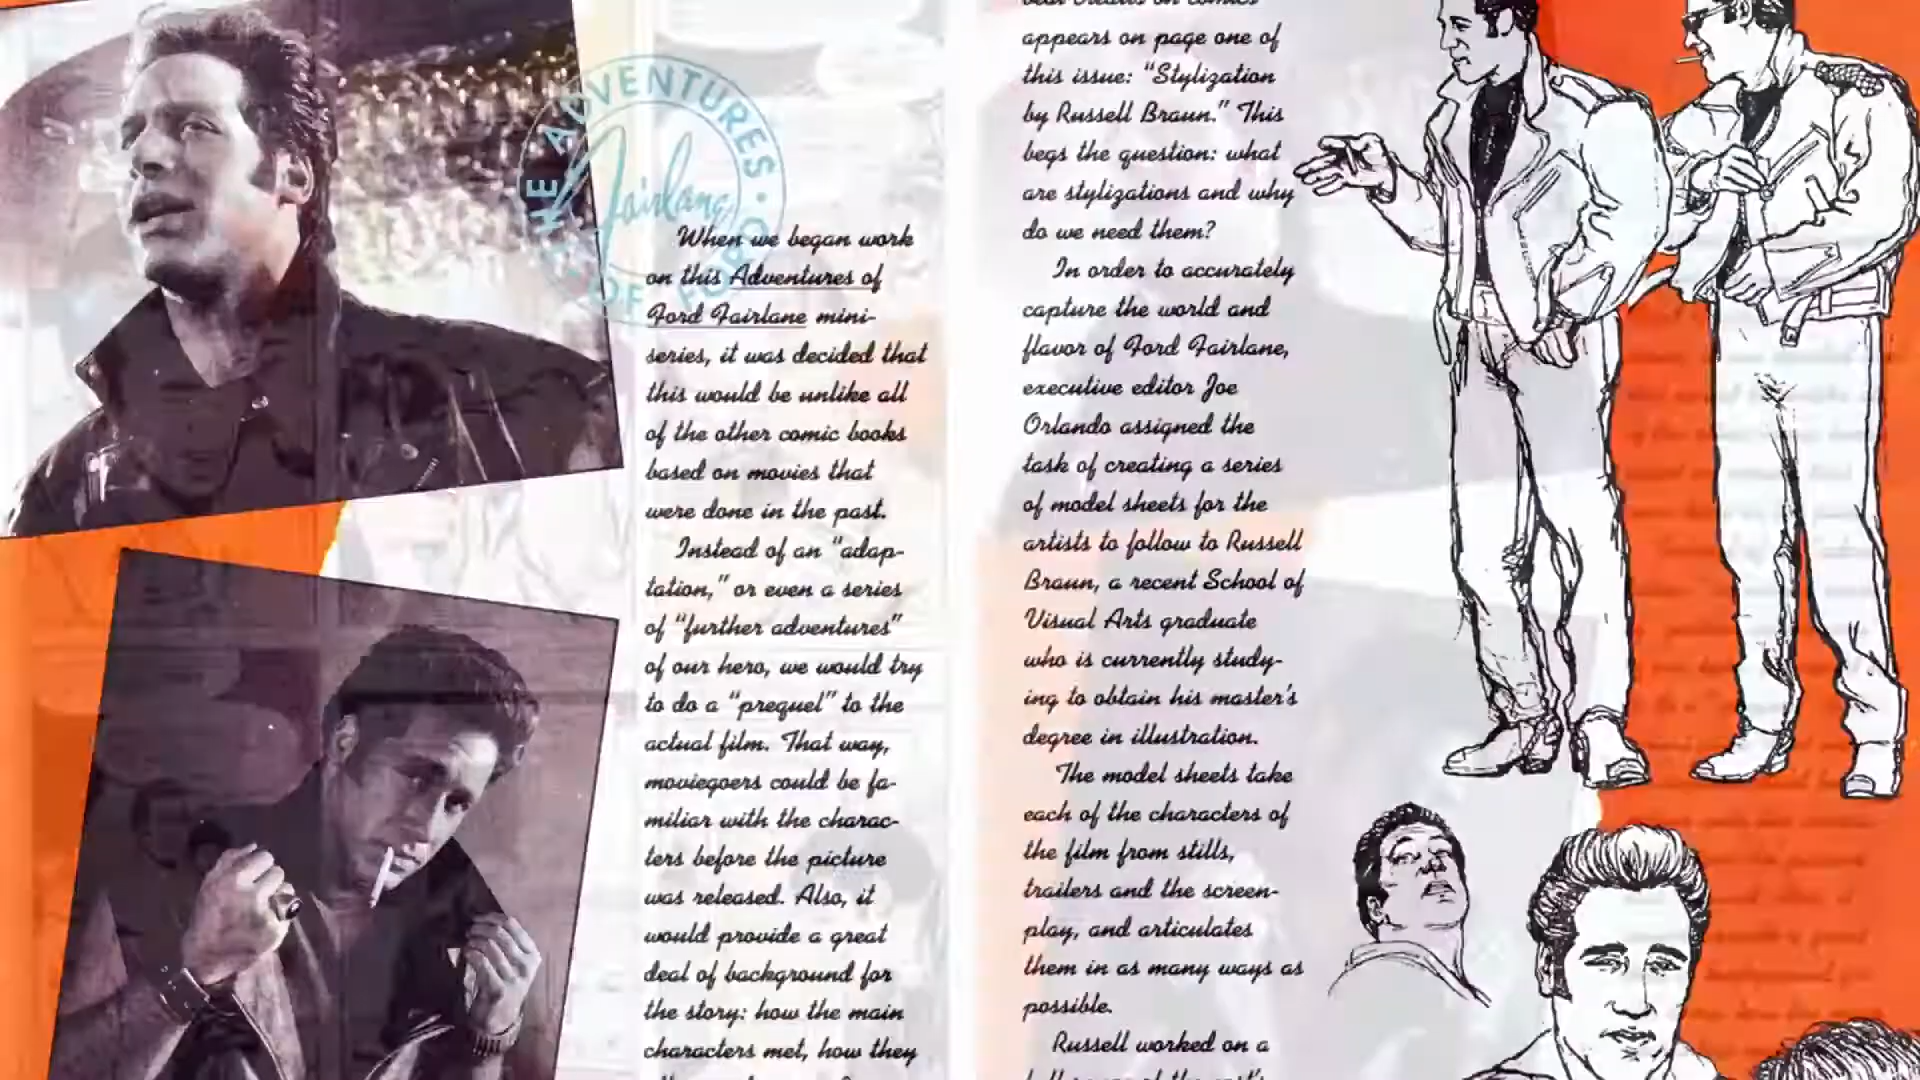 THE ADVENTURES OF FORD
Fairlane
When we began work
on this Adventures of
Ford Fairlane mini-
series, it was decided that
this would be unlike all
of the other comic books
based on movies that
were done in the past.
Instead of an "adap-
tation," or even a series
of "further adventures"
of our hero, we would try
to do a "prequel" to the
actual film. That way,
moviegoers could be fa-
miliar with the charac-
ters before the picture
was released. Also, it
would provide a great
deal of background for
the story: how the main
characters met, how they
appears on page one of
this issue: "Stylization
by Russell Braun." This
begs the question: what
are stylizations and why
do we need them?
In order to accurately
capture the world and
flavor of Ford Fairlane,
executive editor Joe
Orlando assigned the
task of creating a series
of model sheets for the
artists to follow to Russell
Braun, a recent School of
Visual Arts graduate
who is currently study-
ing to obtain his master's
degree in illustration.
The model sheets take
each of the characters of
the film from stills,
trailers and the screen-
play, and articulates
them in as many ways as
possible.
Russell worked on a